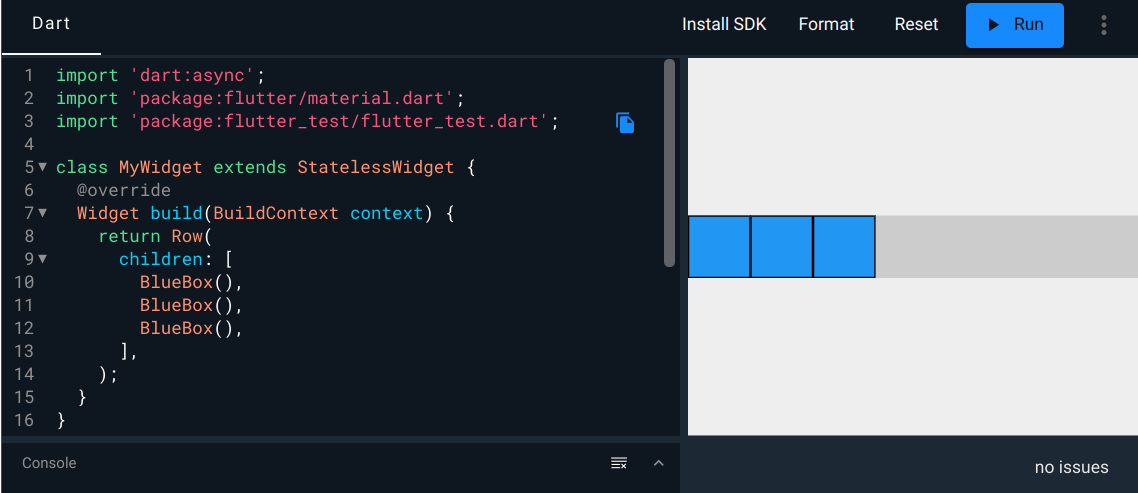 Dart
Install SDK Format Reset Run
1 import 'dart:async';
2 import 'package:flutter/material.dart';
3 import 'package:flutter_test/flutter_test.dart';
4
5 class MyWidget extends StatelessWidget {
6   @override
7   Widget build(BuildContext context) {
8     return Row(
9       children: [
10         BlueBox(),
11         BlueBox(),
12         BlueBox(),
13       ],
14     );
15   }
16 }
Console
no issues